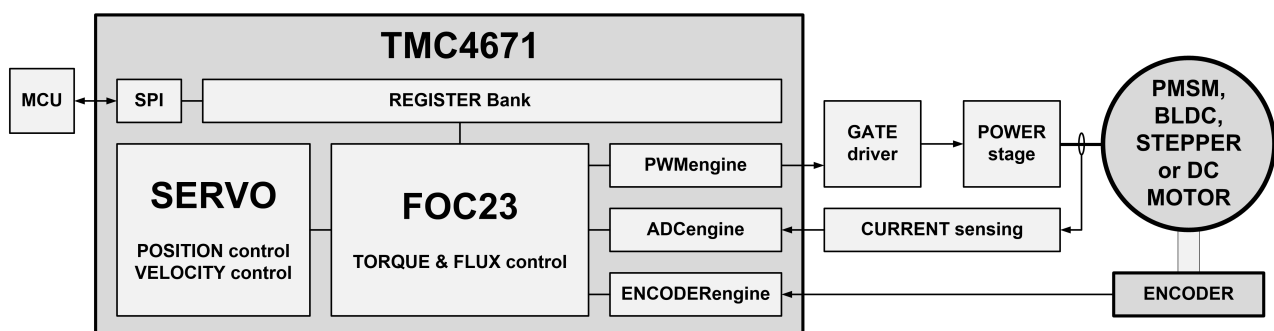 TMC4671
MCU
SPI
REGISTER Bank
SERVO
POSITION control
VELOCITY control
FOC23
TORQUE & FLUX control
PWMengine
ADCengine
ENCODERengine
GATE
driver
POWER
stage
CURRENT sensing
PMSM,
BLDC,
STEPPER
or DC
MOTOR
ENCODER